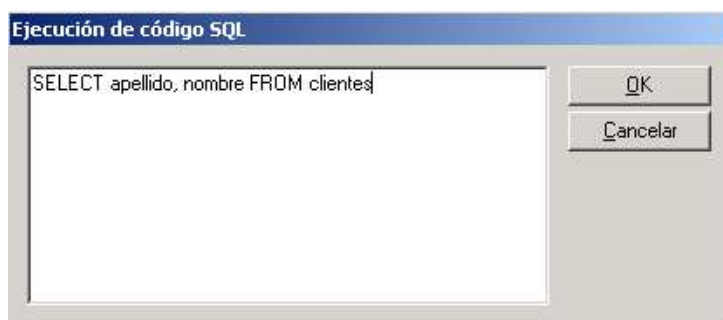 Ejecución de código SQL
SELECT apellido, nombre FROM clientes
OK
Cancelar